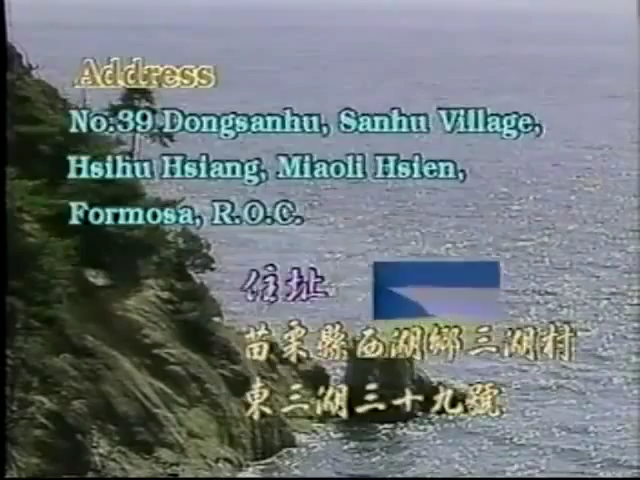 Address
No:39 Dongsanhu, Sanhu Village,
Hsihu Hsiang, Miaoli Hsien,
Formosa, R.O.C.
住址
苗栗縣西湖鄉三湖村
東三湖三十九號